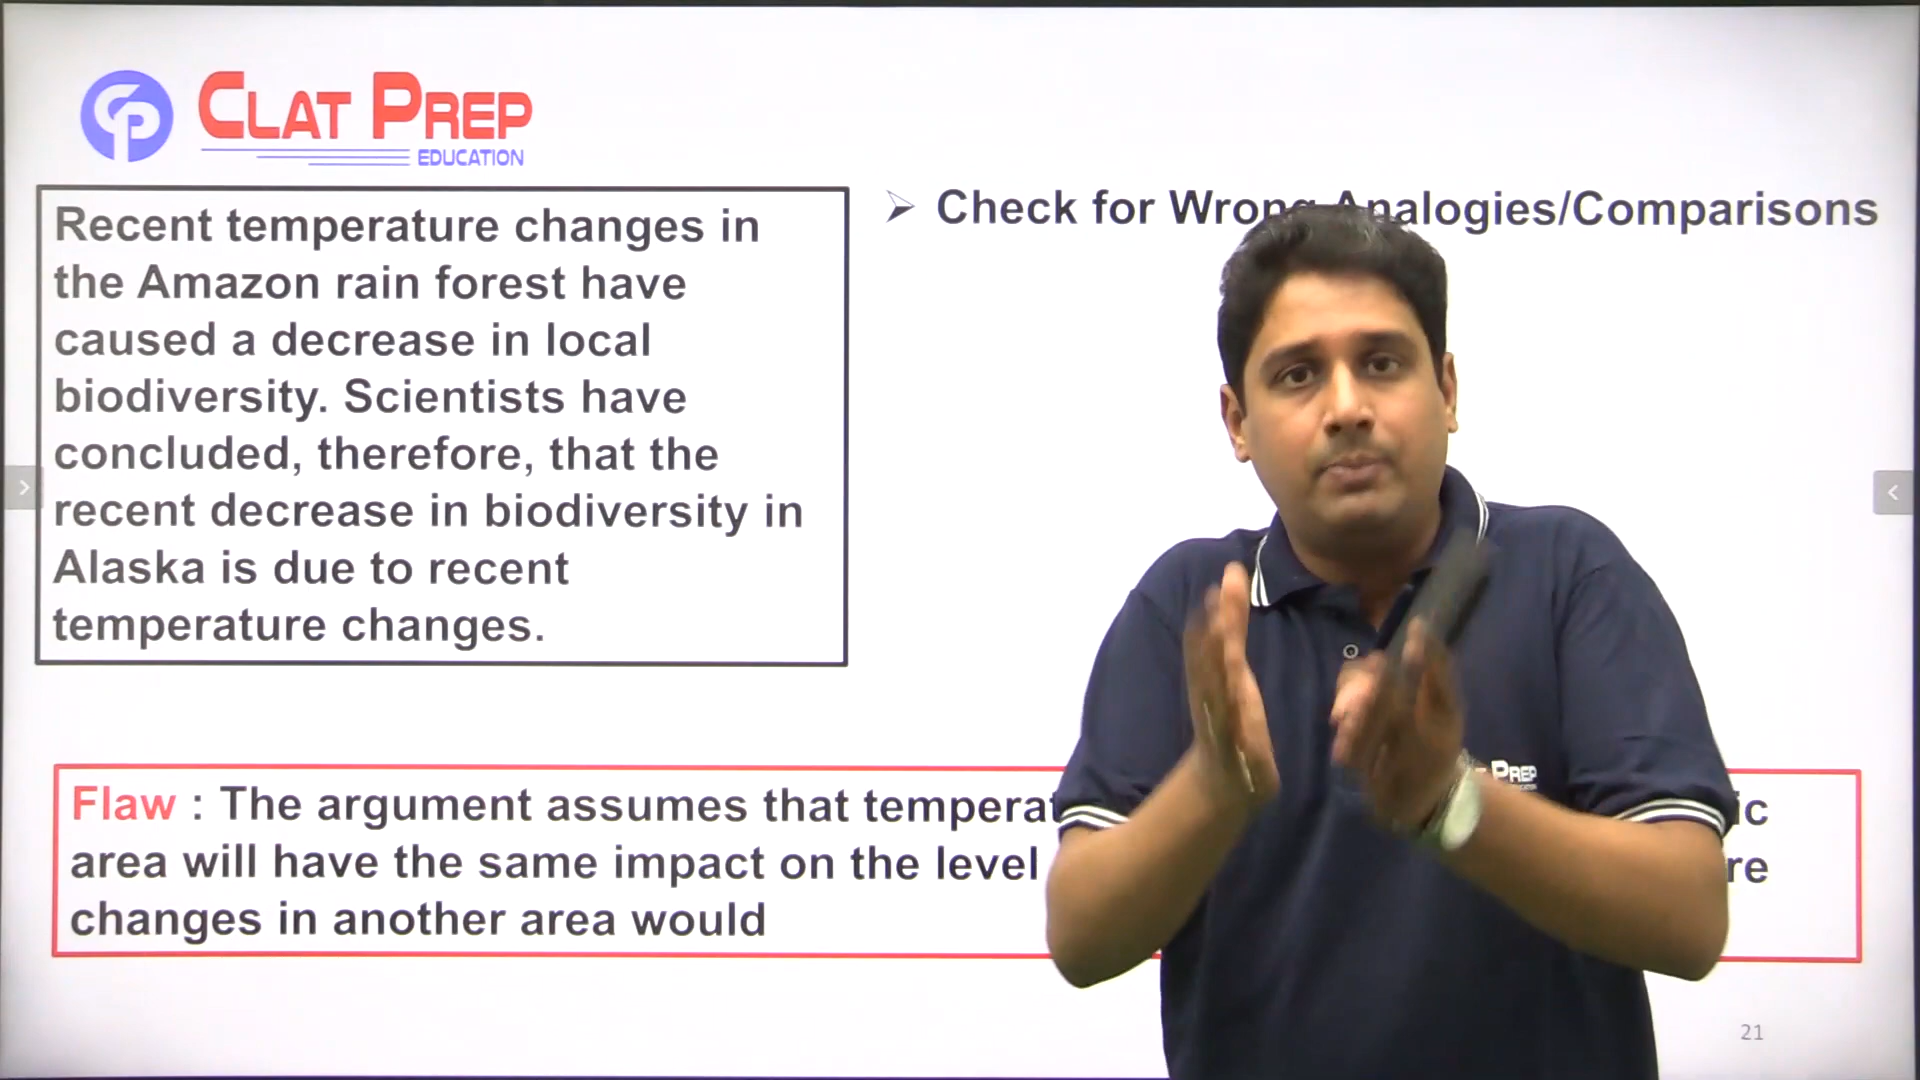 CLAT PREP
EDUCATION
Recent temperature changes in
the Amazon rain forest have
caused a decrease in local
biodiversity. Scientists have
concluded, therefore, that the
recent decrease in biodiversity in
Alaska is due to recent
temperature changes.
➢ Check for Wrong Analogies/Comparisons
Flaw : The argument assumes that
area will have the same impact on the level
changes in another area would
PREP
21